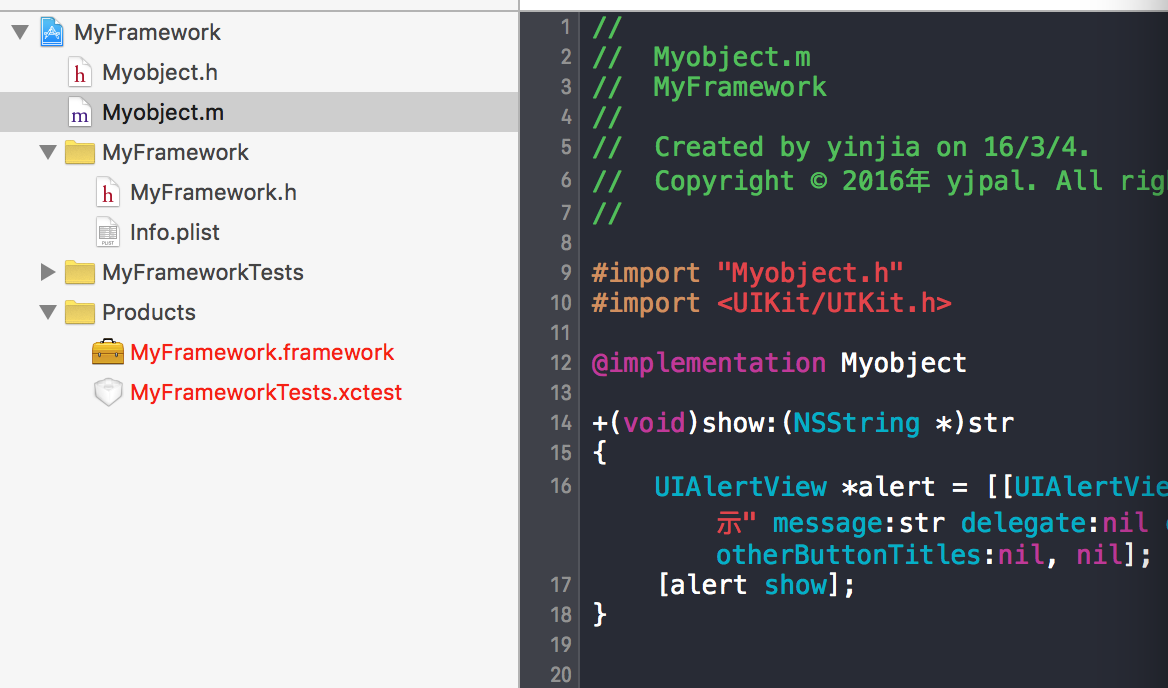 MyFramework
Myobject.h
Myobject.m
MyFramework
MyFramework.h
Info.plist
MyFrameworkTests
Products
MyFramework.framework
MyFrameworkTests.xctest
1 //
2 // Myobject.m
3 // MyFramework
4 //
5 // Created by yinjia on 16/3/4.
6 // Copyright © 2016年 yjpal. All
7 //
8
9 #import "Myobject.h"
10 #import <UIKit/UIKit.h>
11
12 @implementation Myobject
13
14 +(void)show:(NSString *)str
15 {
16 UIAlertView *alert = [[UIAlertVie
示" message:str delegate:nil
otherButtonTitles:nil, nil];
17 [alert show];
18 }
19
20